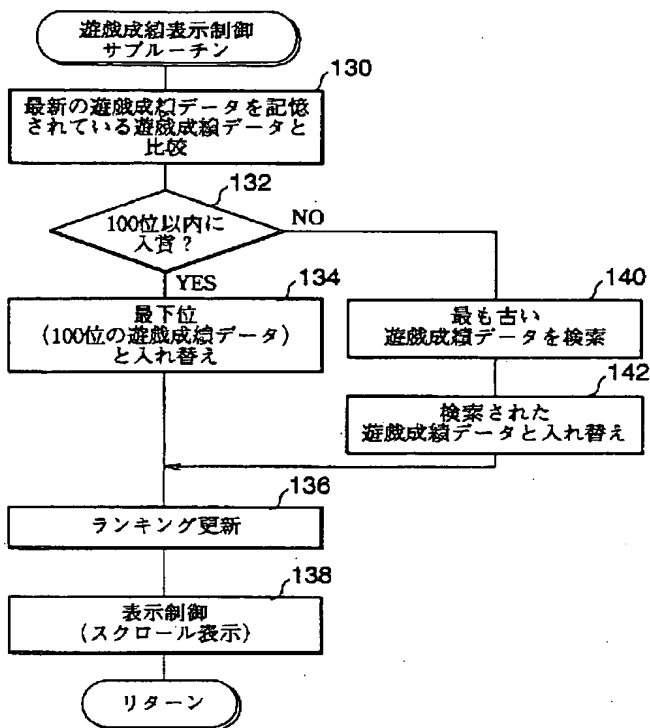 遊戯成績表示制御
サブルーチン
130
最新の遊戯成績データを記憶
されている遊戯成績データと
比較
132
100位以内に
入賞?
NO
YES
134
最下位
(100位の遊戯成績データ)
と入れ替え
140
最も古い
遊戯成績データを検索
142
検索された
遊戯成績データと入れ替え
136
ランキング更新
138
表示制御
(スクロール表示)
リターン